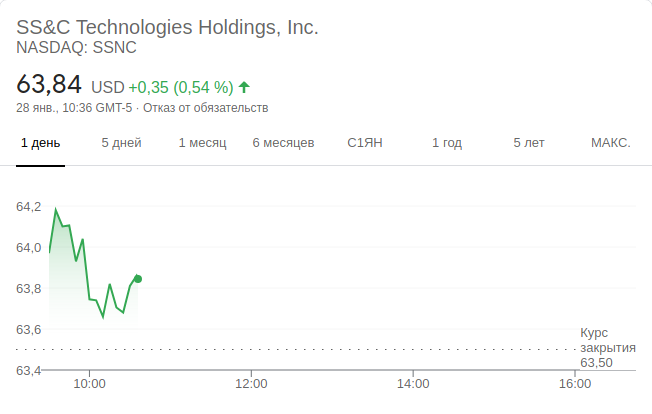 SS&C Technologies Holdings, Inc.
NASDAQ: SSNC
63,84 USD +0,35 (0,54 %)
28 янв., 10:36 GMT-5 · Отказ от обязательств
1 день 5 дней 1 месяц 6 месяцев С1ЯН 1 год 5 лет МАКС.
64,2
64,0
63,8
63,6
63,4
Курс
закрытия
63,50
10:00 12:00 14:00 16:00